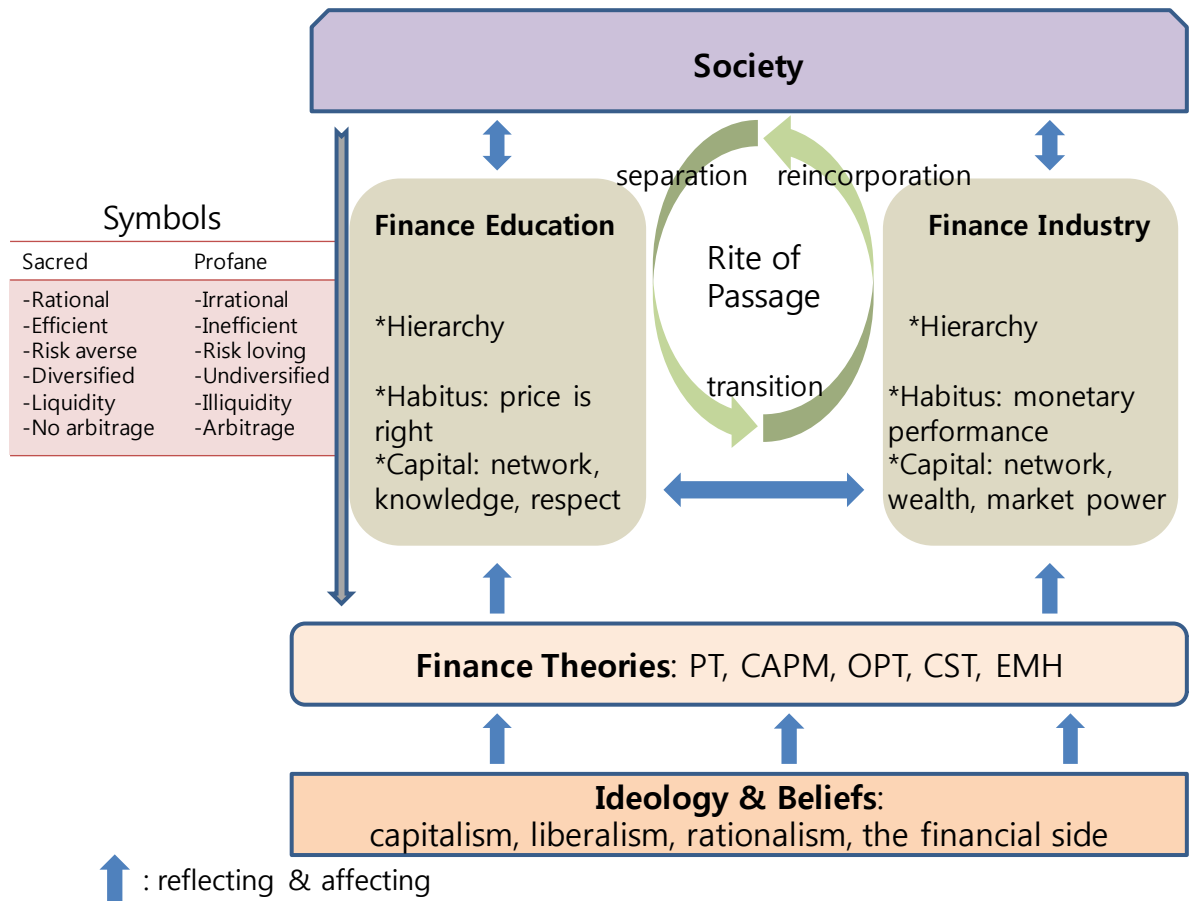 Society
separation reincorporation
Symbols
Sacred Profane
-Rational -Irrational
-Efficient -Inefficient
-Risk averse -Risk loving
-Diversified -Undiversified
-Liquidity -Illiquidity
-No arbitrage -Arbitrage
Finance Education
*Hierarchy
*Habitus: price is
right
*Capital: network,
knowledge, respect
Rite of
Passage
transition
Finance Industry
*Hierarchy
*Habitus: monetary
performance
*Capital: network,
wealth, market power
Finance Theories: PT, CAPM, OPT, CST, EMH
Ideology & Beliefs:
capitalism, liberalism, rationalism, the financial side
: reflecting & affecting